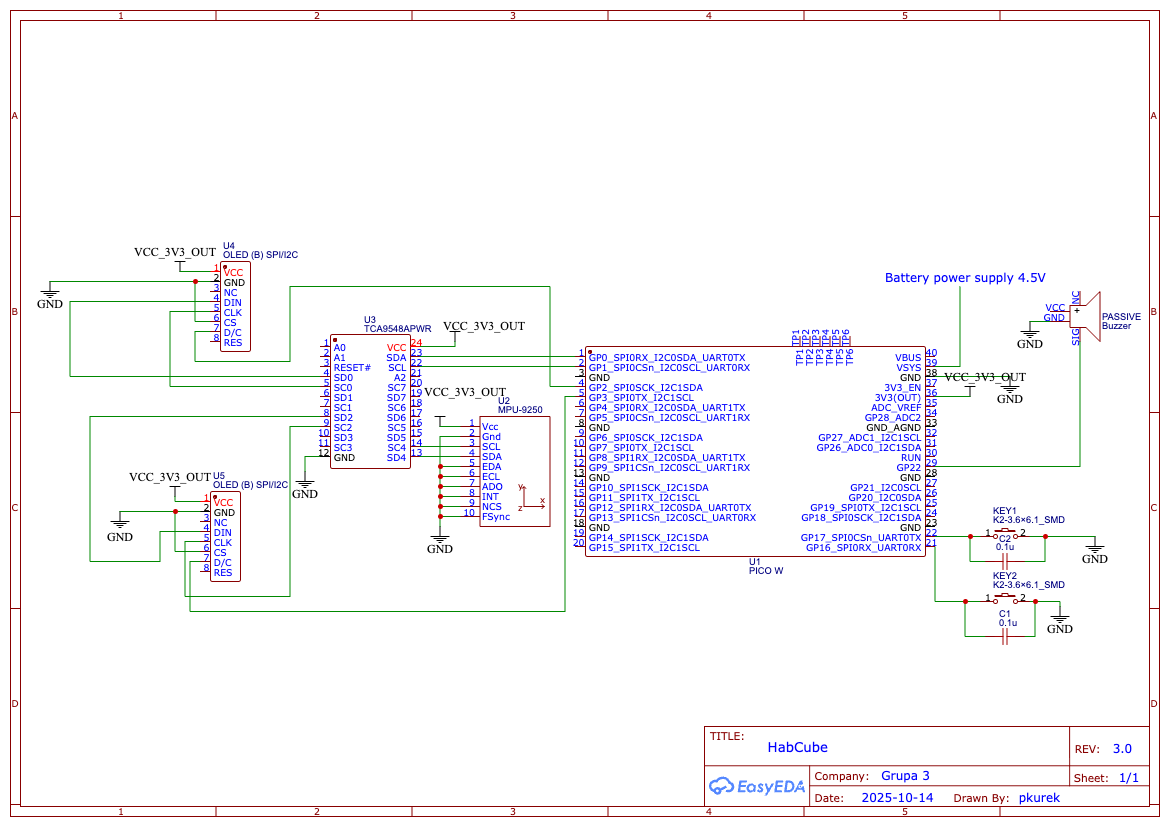 1 2 3 4 5
A A
B B
C C
D D
VCC_3V3_OUT
U4
OLED (B) SPI/I2C
1 VCC
2 GND
3 NC
4 DIN
5 CLK
6 CS
7 D/C
8 RES
GND
U3
TCA9548APWR
1 A0
2 A1
3 RESET#
4 SD0
5 SC0
6 SD1
7 SC1
8 SD2
9 SC2
10 SD3
11 SC3
12 GND
VCC 24
SDA 23
SCL 22
A2 21
SC7 20
SD7 19
SC6 18
SD6 17
SC5 16
SD5 15
SC4 14
SD4 13
VCC_3V3_OUT
GND
VCC_3V3_OUT
U2
MPU-9250
1 Vcc
2 Gnd
3 SCL
4 SDA
5 EDA
6 ECL
7 ADO
8 INT
9 NCS
10 FSync
y
x
z
GND
VCC_3V3_OUT
U5
OLED (B) SPI/I2C
1 VCC
2 GND
3 NC
4 DIN
5 CLK
6 CS
7 D/C
8 RES
GND
TP1 TP2 TP3 TP4 TP5 TP6
TP1 TP2 TP3 TP4 TP5 TP6
1 GP0_SPI0RX_I2C0SDA_UART0TX
2 GP1_SPI0CSn_I2C0SCL_UART0RX
3 GND
4 GP2_SPI0SCK_I2C1SDA
5 GP3_SPI0TX_I2C1SCL
6 GP4_SPI0RX_I2C0SDA_UART1TX
7 GP5_SPI0CSn_I2C0SCL_UART1RX
8 GND
9 GP6_SPI0SCK_I2C1SDA
10 GP7_SPI0TX_I2C1SCL
11 GP8_SPI1RX_I2C0SDA_UART1TX
12 GP9_SPI1CSn_I2C0SCL_UART1RX
13 GND
14 GP10_SPI1SCK_I2C1SDA
15 GP11_SPI1TX_I2C1SCL
16 GP12_SPI1RX_I2C0SDA_UART0TX
17 GP13_SPI1CSn_I2C0SCL_UART0RX
18 GND
19 GP14_SPI1SCK_I2C1SDA
20 GP15_SPI1TX_I2C1SCL
VBUS 40
VSYS 39
GND 38
3V3_EN 37
3V3(OUT) 36
ADC_VREF 35
GP28_ADC2 34
GND_AGND 33
GP27_ADC1_I2C1SCL 32
GP26_ADC0_I2C1SDA 31
RUN 30
GP22 29
GND 28
GP21_I2C0SCL 27
GP20_I2C0SDA 26
GP19_SPI0TX_I2C1SCL 25
GP18_SPI0SCK_I2C1SDA 24
GND 23
GP17_SPI0CSn_UART0TX 22
GP16_SPI0RX_UART0RX 21
U1
PICO W
Battery power supply 4.5V
VCC_3V3_OUT
GND
NC
VCC
GND
SIG
+
PASSIVE
Buzzer
GND
KEY1
K2-3.6×6.1_SMD
1 2
C2
0.1u
GND
KEY2
K2-3.6×6.1_SMD
1 2
C1
0.1u
GND
TITLE:
HabCube
REV: 3.0
EasyEDA
Company: Grupa 3
Sheet: 1/1
Date: 2025-10-14 Drawn By: pkurek
1 2 3 4 5